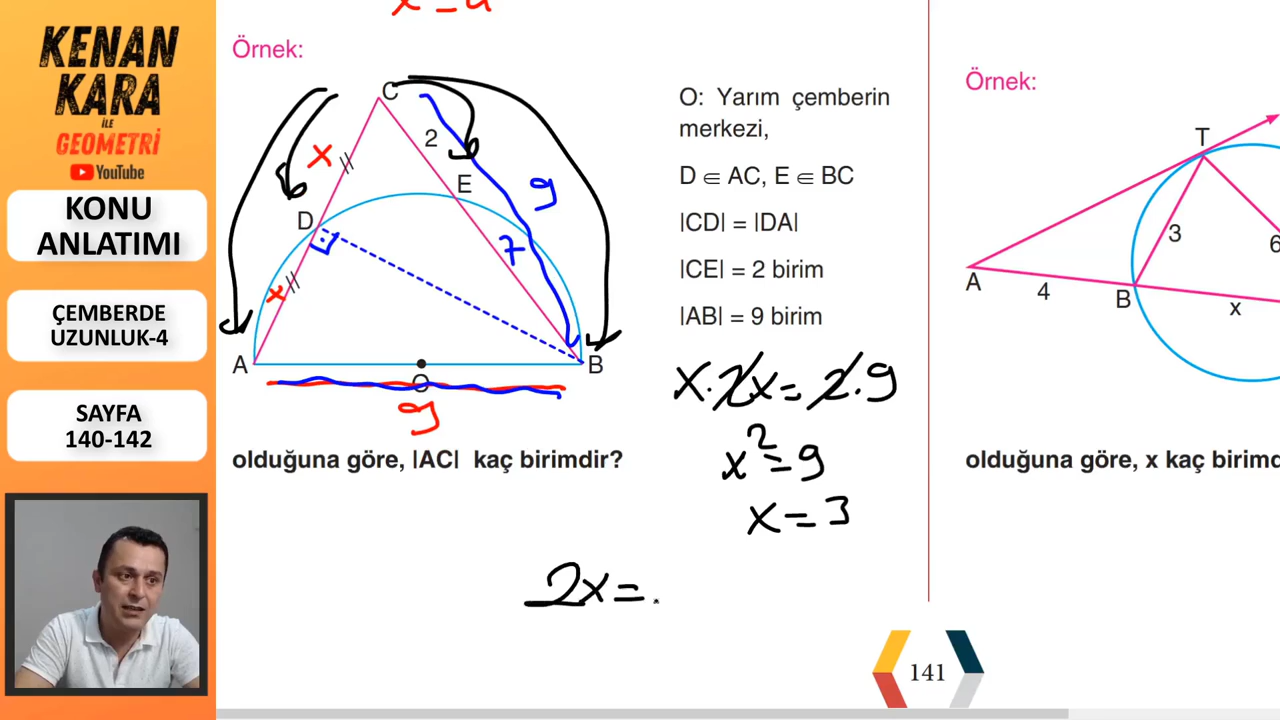 KENAN
KARA
İLE
GEOMETRİ
YouTube
KONU
ANLATIMI
ÇEMBERDE
UZUNLUK-4
SAYFA
140-142
Örnek:
C
x
2
E
9
D
7
x
A
O
B
9
O: Yarım çemberin
merkezi,
D ∈ AC, E ∈ BC
|CD| = |DA|
|CE| = 2 birim
|AB| = 9 birim
x.2x=2.9
x²=9
x=3
olduğuna göre, |AC| kaç birimdir?
2x=
141
Örnek:
T
3
6
A
4
B
x
olduğuna göre, x kaç birimd